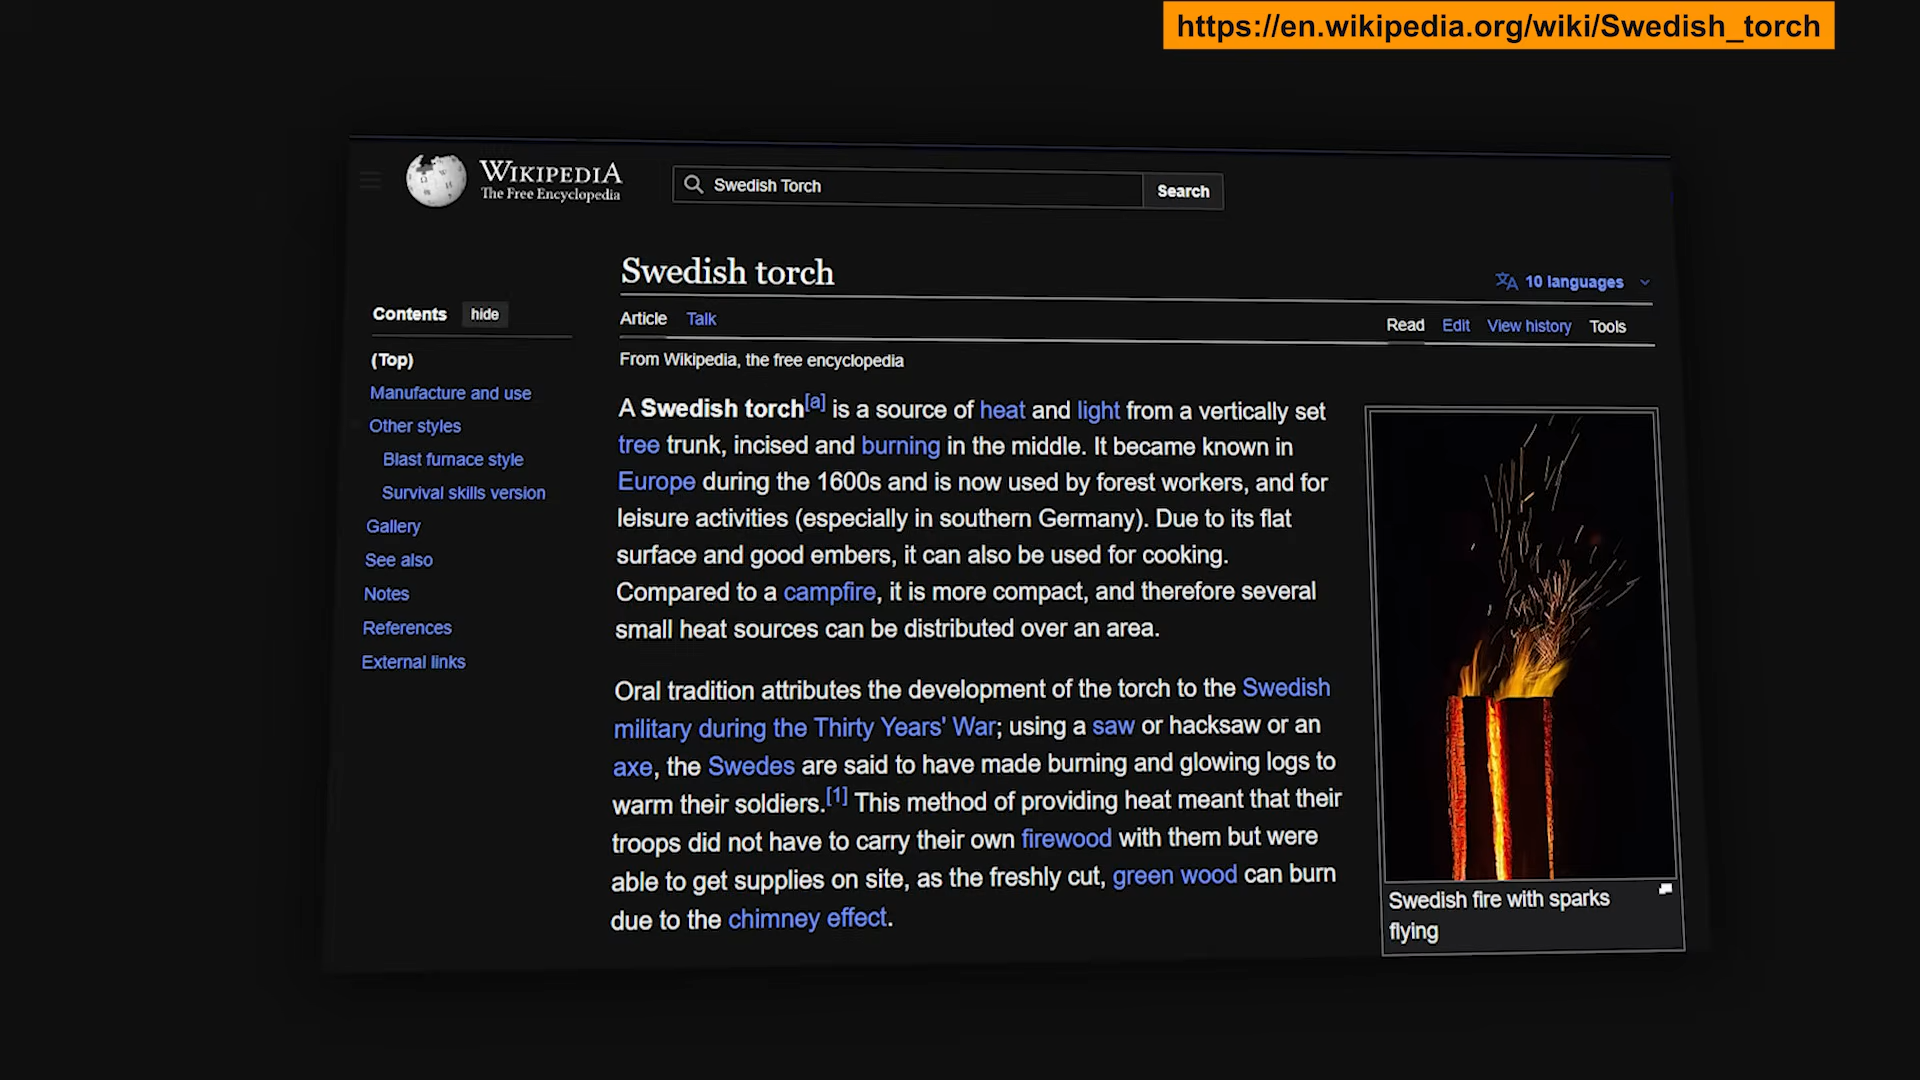 https://en.wikipedia.org/wiki/Swedish_torch
WIKIPEDIA
The Free Encyclopedia
Swedish Torch
Search
Swedish torch
10 languages
Contents
hide
Article
Talk
Read
Edit
View history
Tools
(Top)
Manufacture and use
Other styles
Blast furnace style
Survival skills version
Gallery
See also
Notes
References
External links
From Wikipedia, the free encyclopedia
A Swedish torch[a] is a source of heat and light from a vertically set
tree trunk, incised and burning in the middle. It became known in
Europe during the 1600s and is now used by forest workers, and for
leisure activities (especially in southern Germany). Due to its flat
surface and good embers, it can also be used for cooking.
Compared to a campfire, it is more compact, and therefore several
small heat sources can be distributed over an area.
Oral tradition attributes the development of the torch to the Swedish
military during the Thirty Years' War; using a saw or hacksaw or an
axe, the Swedes are said to have made burning and glowing logs to
warm their soldiers.[1] This method of providing heat meant that their
troops did not have to carry their own firewood with them but were
able to get supplies on site, as the freshly cut, green wood can burn
due to the chimney effect.
Swedish fire with sparks
flying